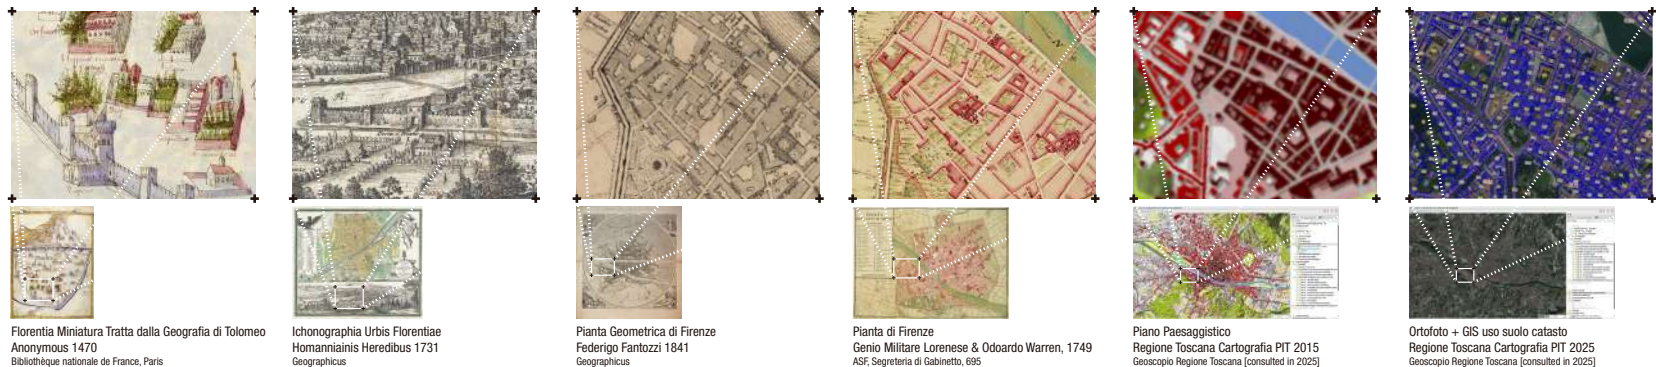 Florentia Miniatura Tratta dalla Geografia di Tolomeo
Anonymous 1470
Bibliothèque nationale de France, Paris
Ichonographia Urbis Florentiae
Homanniainis Heredibus 1731
Geographicus
Pianta Geometrica di Firenze
Federigo Fantozzi 1841
Geographicus
Pianta di Firenze
Genio Militare Lorenese & Odoardo Warren, 1749
ASF, Segreteria di Gabinetto, 695
Piano Paesaggistico
Regione Toscana Cartografia PIT 2015
Geoscopio Regione Toscana [consulted in 2025]
Ortofoto + GIS uso suolo catasto
Regione Toscana Cartografia PIT 2025
Geoscopio Regione Toscana [consulted in 2025]